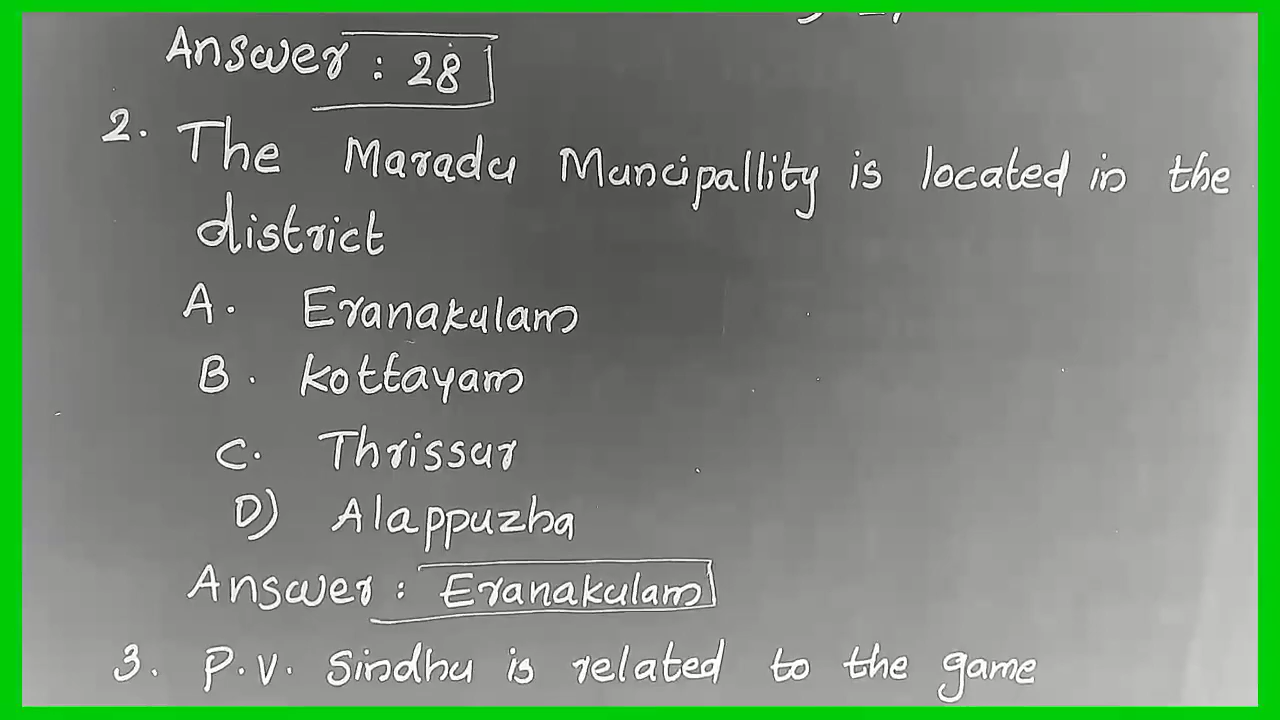 Answer : 28
2. The Maradu Muncipallity is located in the
district
A. Eranakulam
B. Kottayam
C. Thrissur
D) Alappuzha
Answer : Eranakulam
3. P.V. Sindhu is related to the game